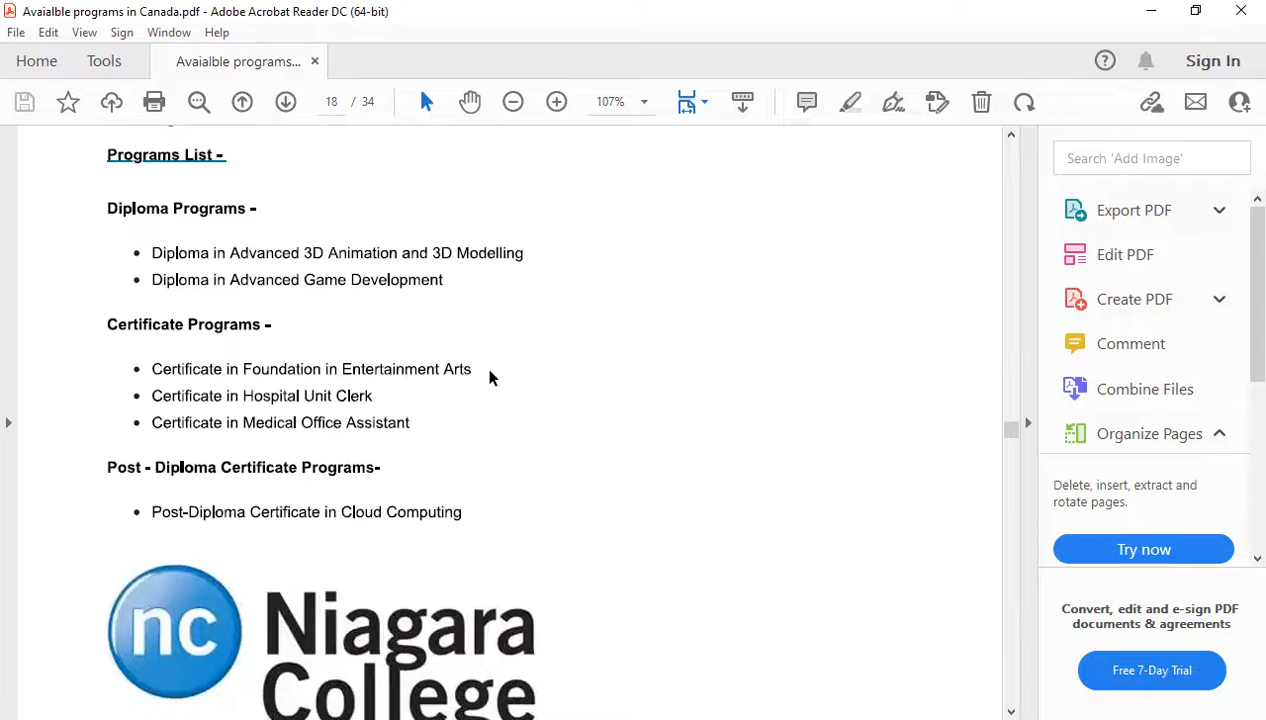 Avaialble programs in Canada.pdf - Adobe Acrobat Reader DC (64-bit)
File Edit View Sign Window Help
Home Tools Avaialble programs... × Sign In
18 / 34 107%
Programs List -
Diploma Programs -
• Diploma in Advanced 3D Animation and 3D Modelling
• Diploma in Advanced Game Development
Certificate Programs -
• Certificate in Foundation in Entertainment Arts
• Certificate in Hospital Unit Clerk
• Certificate in Medical Office Assistant
Post - Diploma Certificate Programs-
• Post-Diploma Certificate in Cloud Computing
nc Niagara
College
Search 'Add Image'
Export PDF
Edit PDF
Create PDF
Comment
Combine Files
Organize Pages
Delete, insert, extract and
rotate pages.
Try now
Convert, edit and e-sign PDF
documents & agreements
Free 7-Day Trial